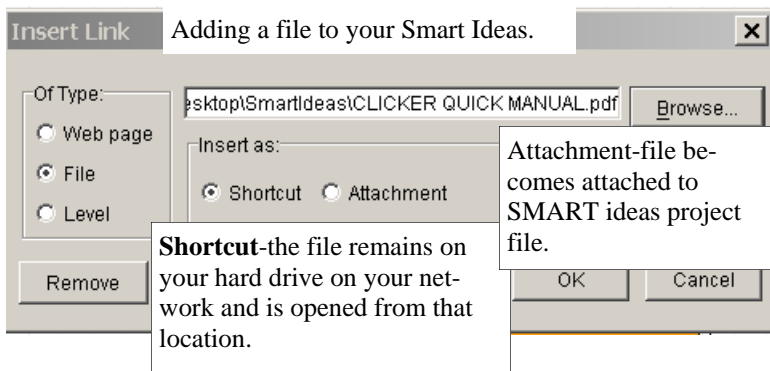 Insert Link
Adding a file to your Smart Ideas.
Of Type:
Web page
File
Level
esktop\SmartIdeas\CLICKER QUICK MANUAL.pdf
Browse...
Insert as:
Shortcut
Attachment
Attachment-file be-
comes attached to
SMART ideas project
file.
Shortcut-the file remains on
your hard drive on your net-
work and is opened from that
location.
Remove
OK
Cancel